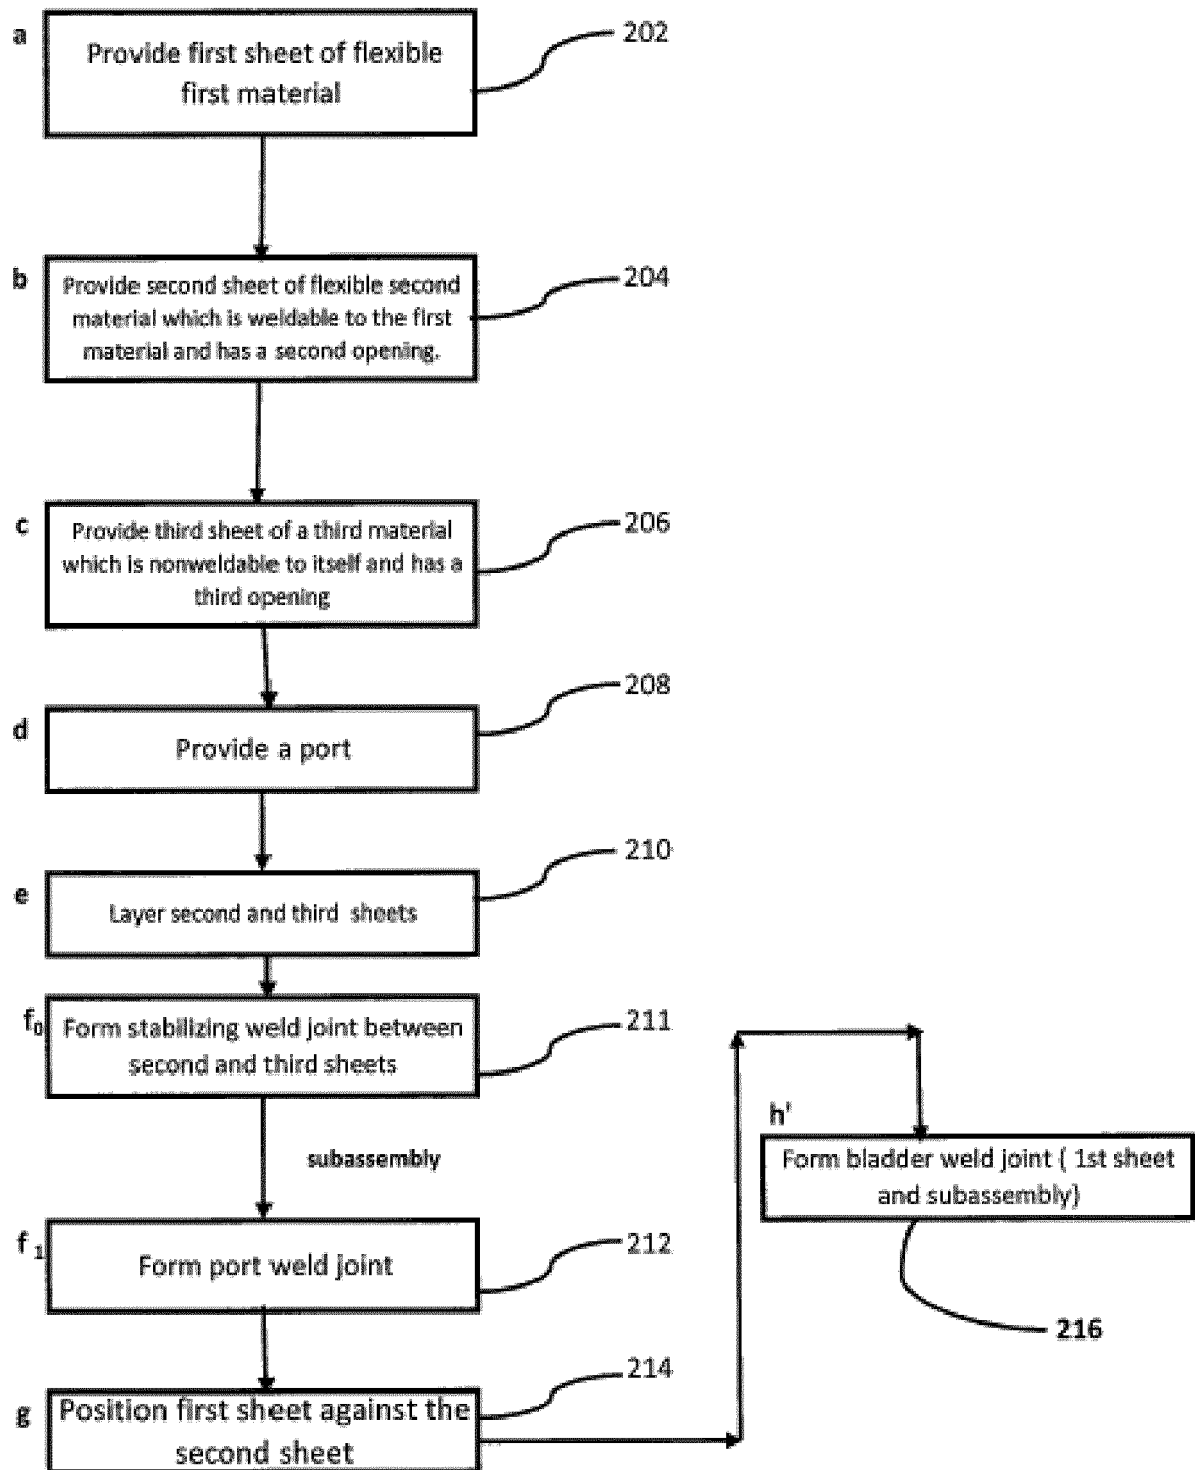 a
Provide first sheet of flexible
first material
202
b
Provide second sheet of flexible second
material which is weldable to the first
material and has a second opening.
204
c
Provide third sheet of a third material
which is nonweldable to itself and has a
third opening
206
d
Provide a port
208
e
Layer second and third sheets
210
f0
Form stabilizing weld joint between
second and third sheets
211
subassembly
f1
Form port weld joint
212
g
Position first sheet against the
second sheet
214
h'
Form bladder weld joint ( 1st sheet
and subassembly)
216